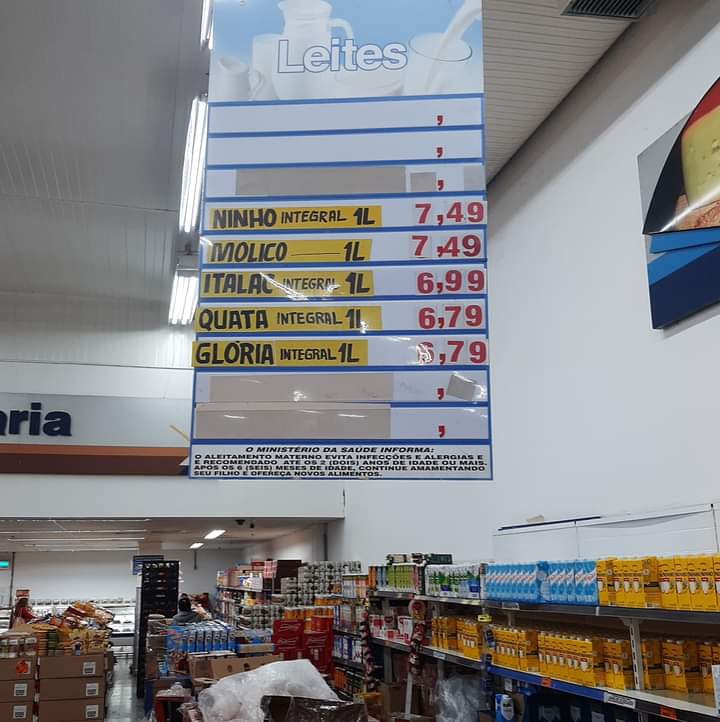 Leites
,
,
,
NINHO INTEGRAL 1L 7,49
MOLICO 1L 7,49
ITALAC INTEGRAL 1L 6,99
QUATA INTEGRAL 1L 6,79
GLÓRIA INTEGRAL 1L 6,79
,
,
O MINISTÉRIO DA SAÚDE INFORMA:
O ALEITAMENTO MATERNO EVITA INFECÇÕES E ALERGIAS E
É RECOMENDADO ATÉ OS 2 (DOIS) ANOS DE IDADE OU MAIS.
APÓS OS 6 (SEIS) MESES DE IDADE, CONTINUE AMAMENTANDO
SEU FILHO E OFEREÇA NOVOS ALIMENTOS.
aria